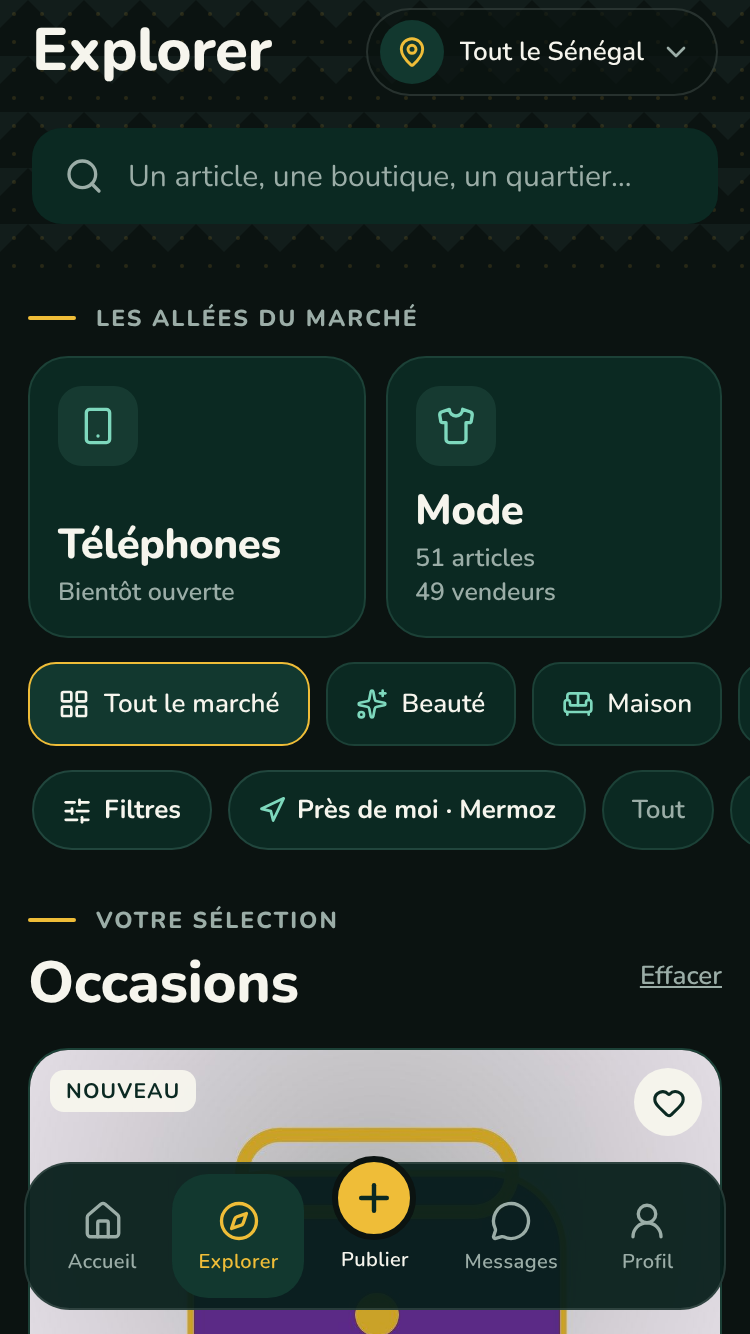 Explorer
Tout le Sénégal
Un article, une boutique, un quartier...
LES ALLÉES DU MARCHÉ
Téléphones
Bientôt ouverte
Mode
51 articles
49 vendeurs
Tout le marché
Beauté
Maison
Filtres
Près de moi · Mermoz
Tout
VOTRE SÉLECTION
Occasions
Effacer
NOUVEAU
Accueil
Explorer
Publier
Messages
Profil